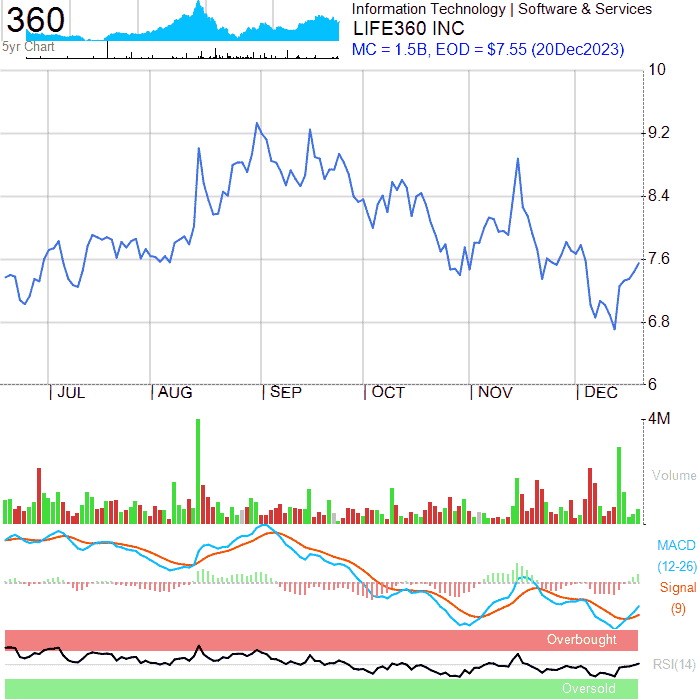 360
5yr Chart
Information Technology | Software & Services
LIFE360 INC
MC = 1.5B, EOD = $7.55 (20Dec2023)
10
9.2
8.4
7.6
6.8
6
JUL
AUG
SEP
OCT
NOV
DEC
4M
Volume
MACD
(12-26)
Signal
(9)
Overbought
RSI(14)
Oversold